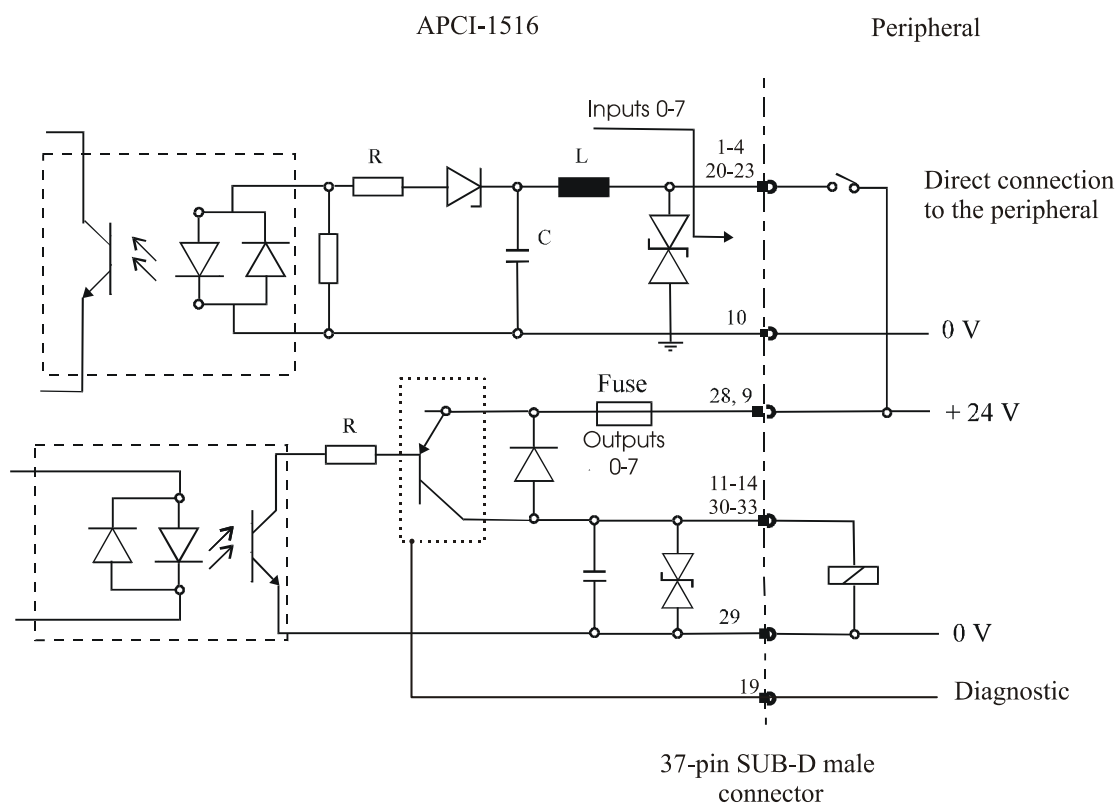 APCI-1516
Peripheral
Inputs 0-7
R
L
1-4
20-23
Direct connection
to the peripheral
C
10
0 V
Fuse
28, 9
+ 24 V
R
Outputs
0-7
11-14
30-33
29
0 V
19
Diagnostic
37-pin SUB-D male
connector